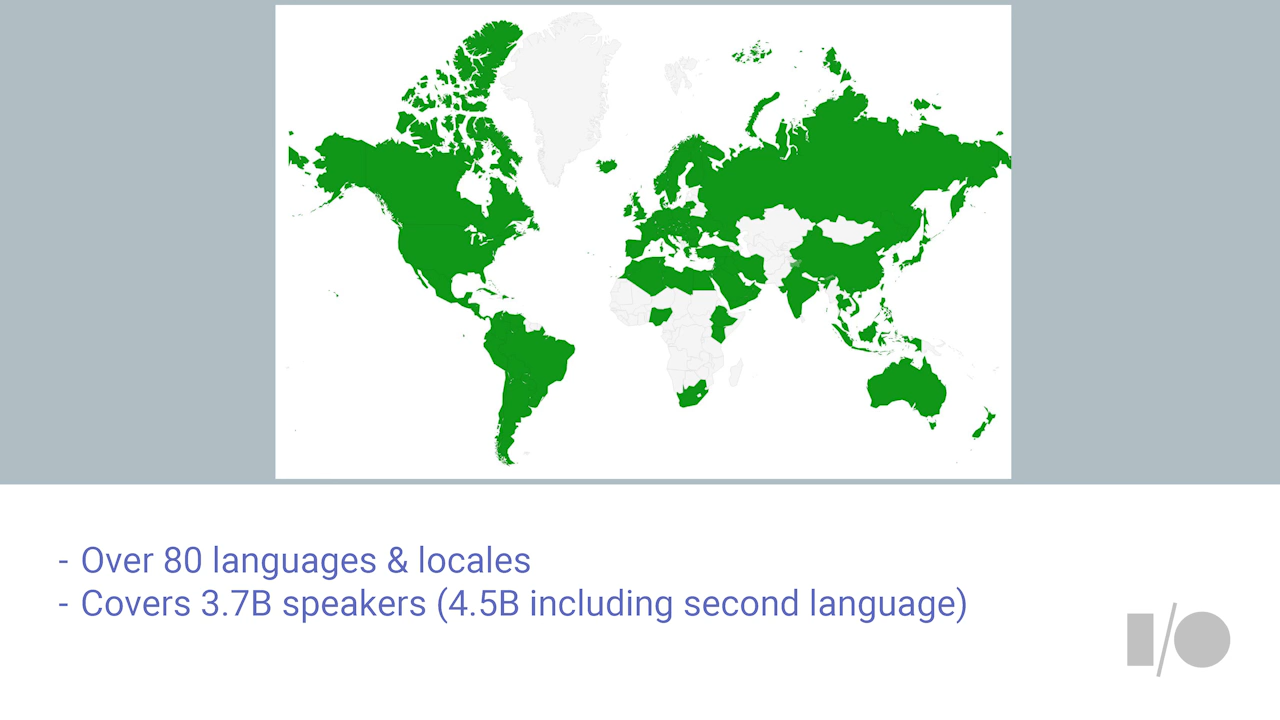 - Over 80 languages & locales
- Covers 3.7B speakers (4.5B including second language)
I/O